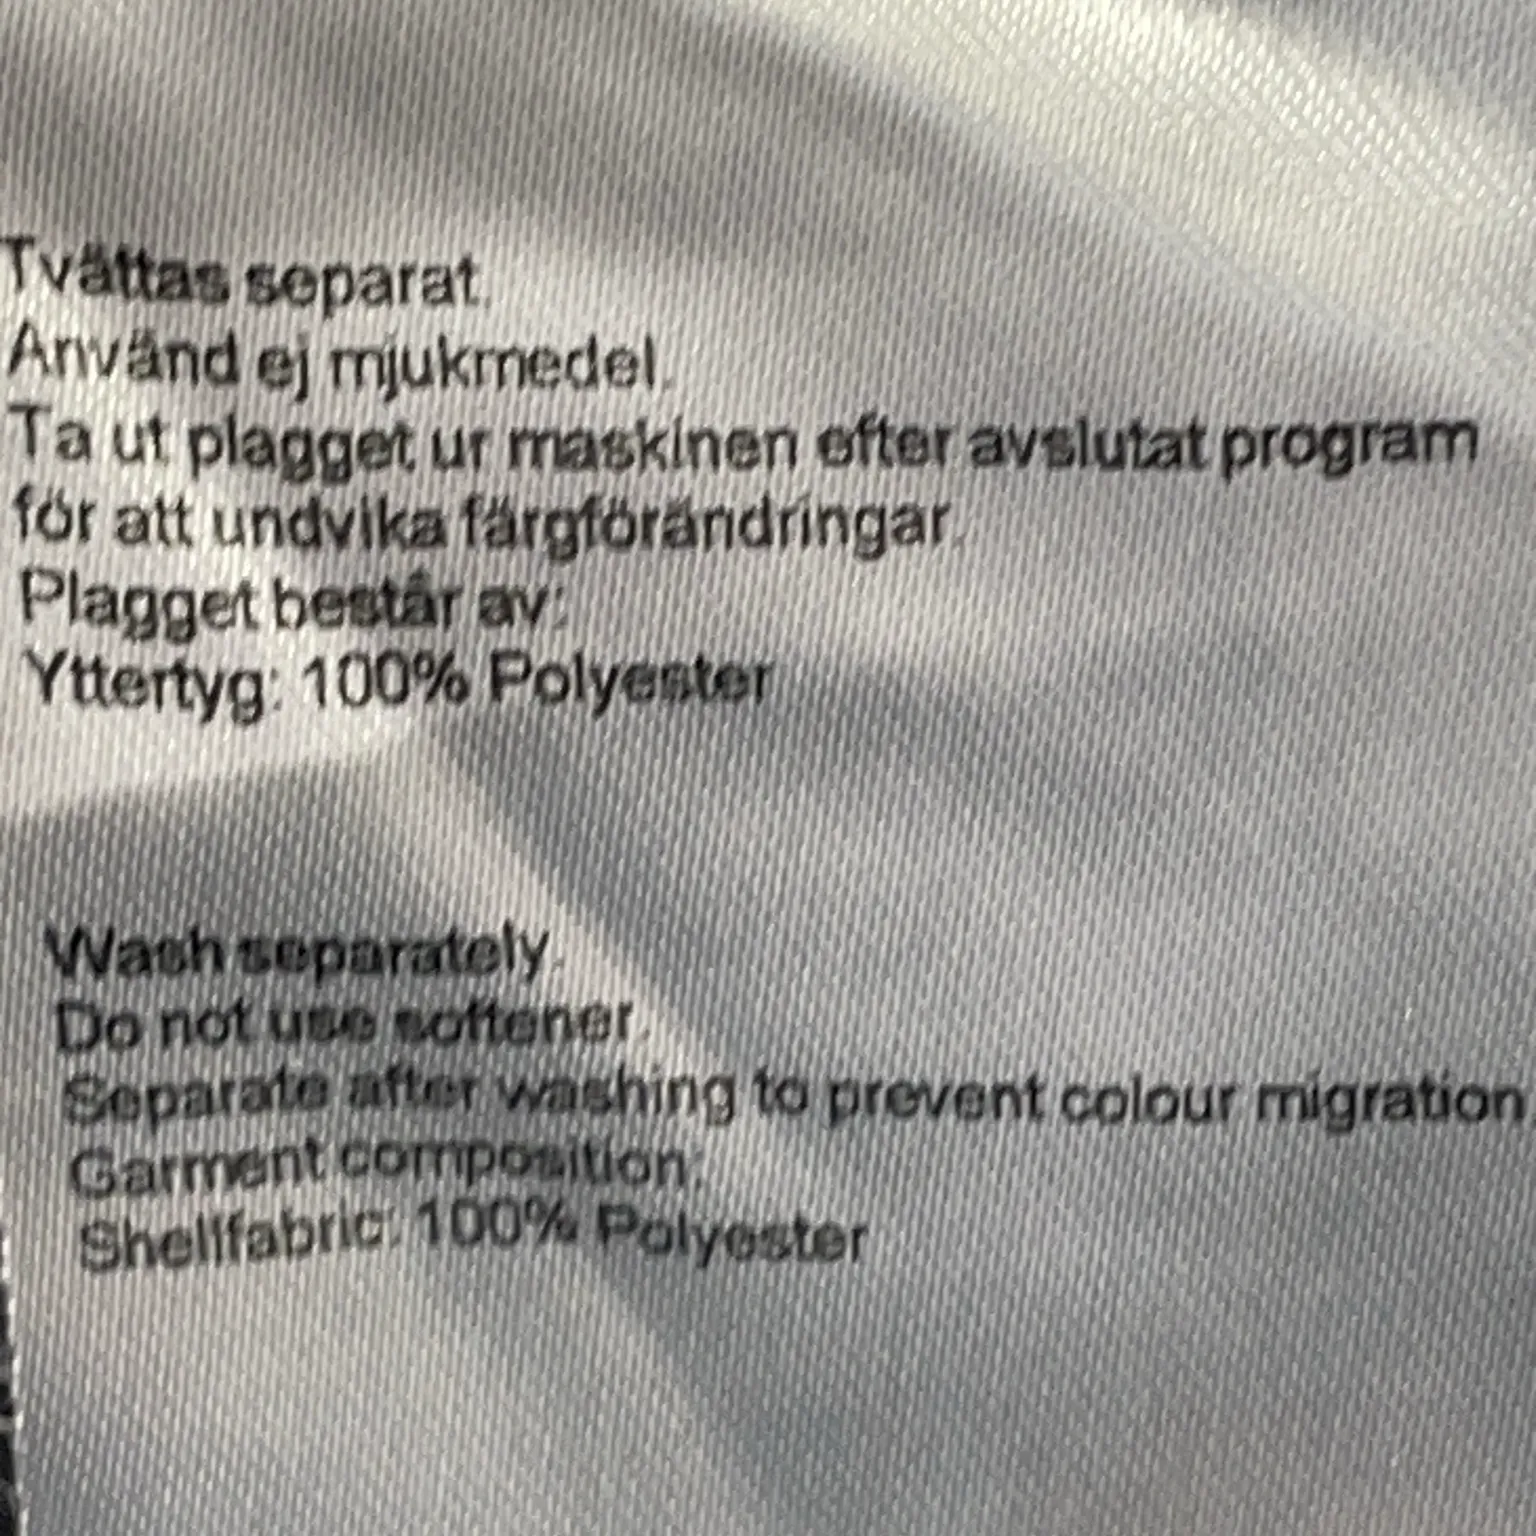 Tvättas separat.
Använd ej mjukmedel.
Ta ut plagget ur maskinen efter avslutat program
för att undvika färgförändringar.
Plagget består av:
Yttertyg: 100% Polyester
Wash separately.
Do not use softener.
Separate after washing to prevent colour migration
Garment composition:
Shellfabric: 100% Polyester